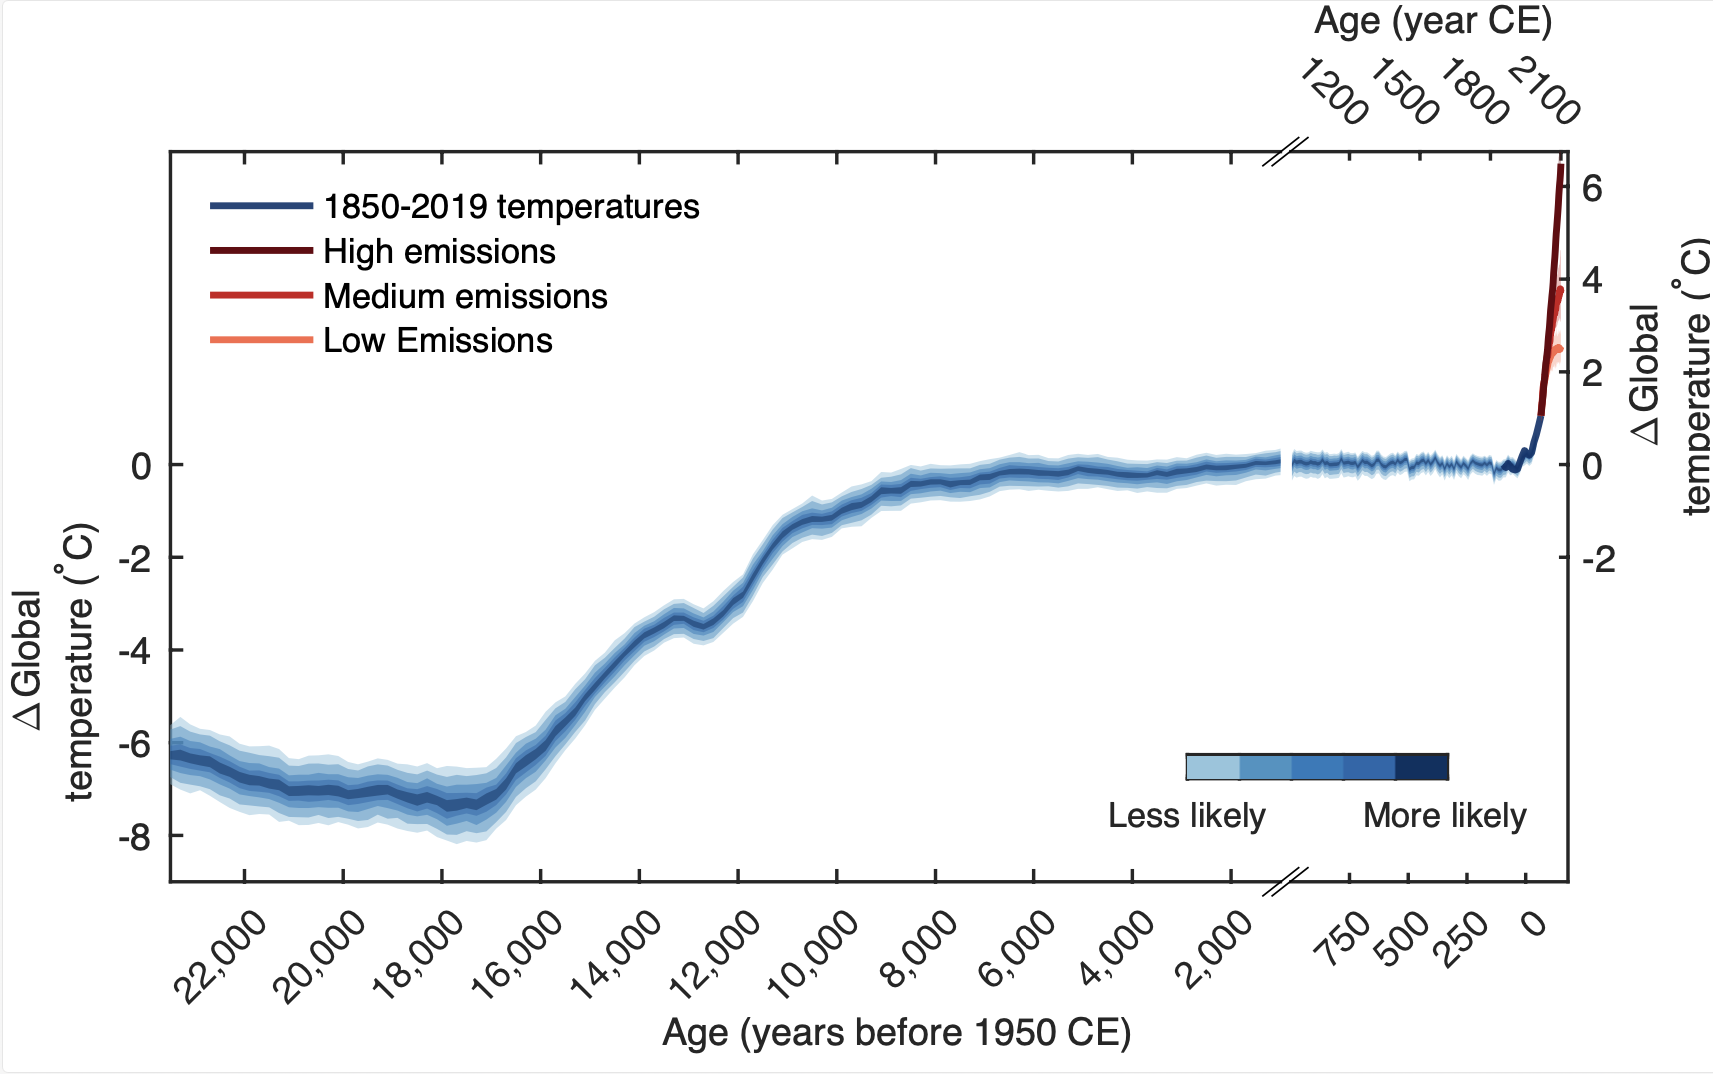 Age (year CE)
1200 1500 1800 2100
1850-2019 temperatures
High emissions
Medium emissions
Low Emissions
6
4
2
0
-2
△Global
temperature (˚C)
0
-2
-4
-6
-8
△Global
temperature (˚C)
Less likely More likely
22,000 20,000 18,000 16,000 14,000 12,000 10,000 8,000 6,000 4,000 2,000 750 500 250 0
Age (years before 1950 CE)